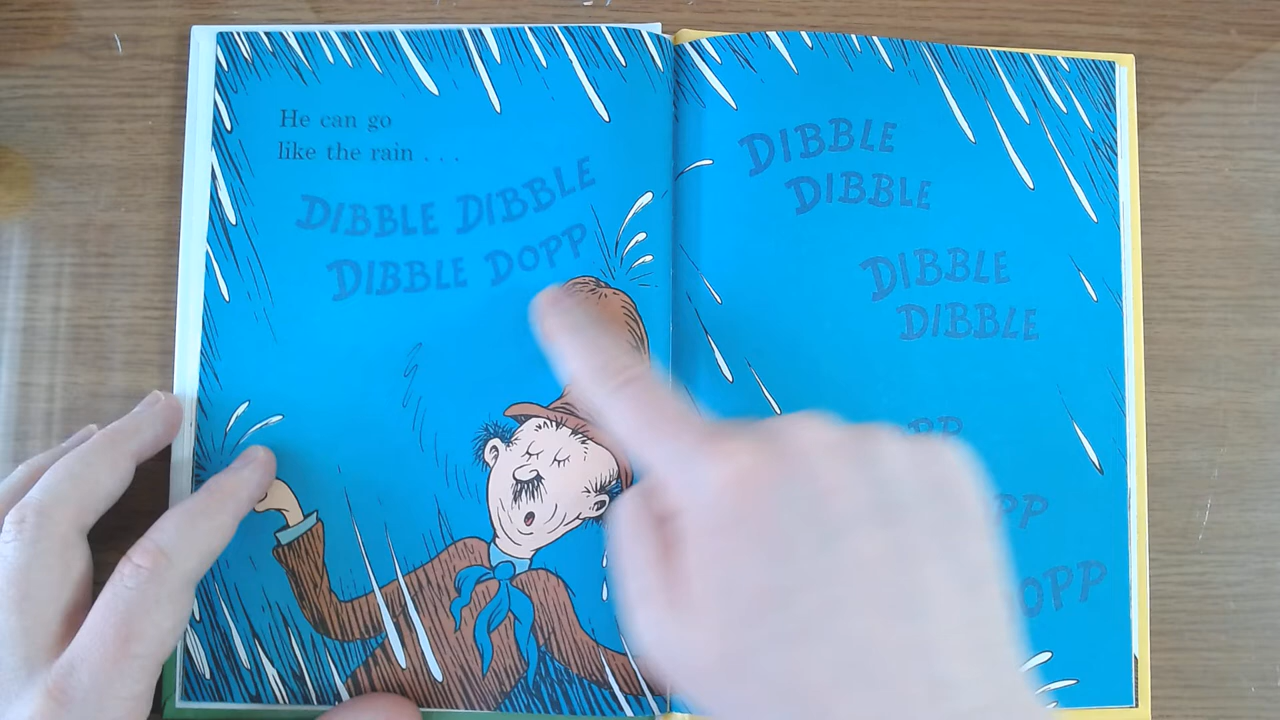 He can go
like the rain . . .
DIBBLE DIBBLE
DIBBLE DOPP
DIBBLE
DIBBLE
DIBBLE
DIBBLE